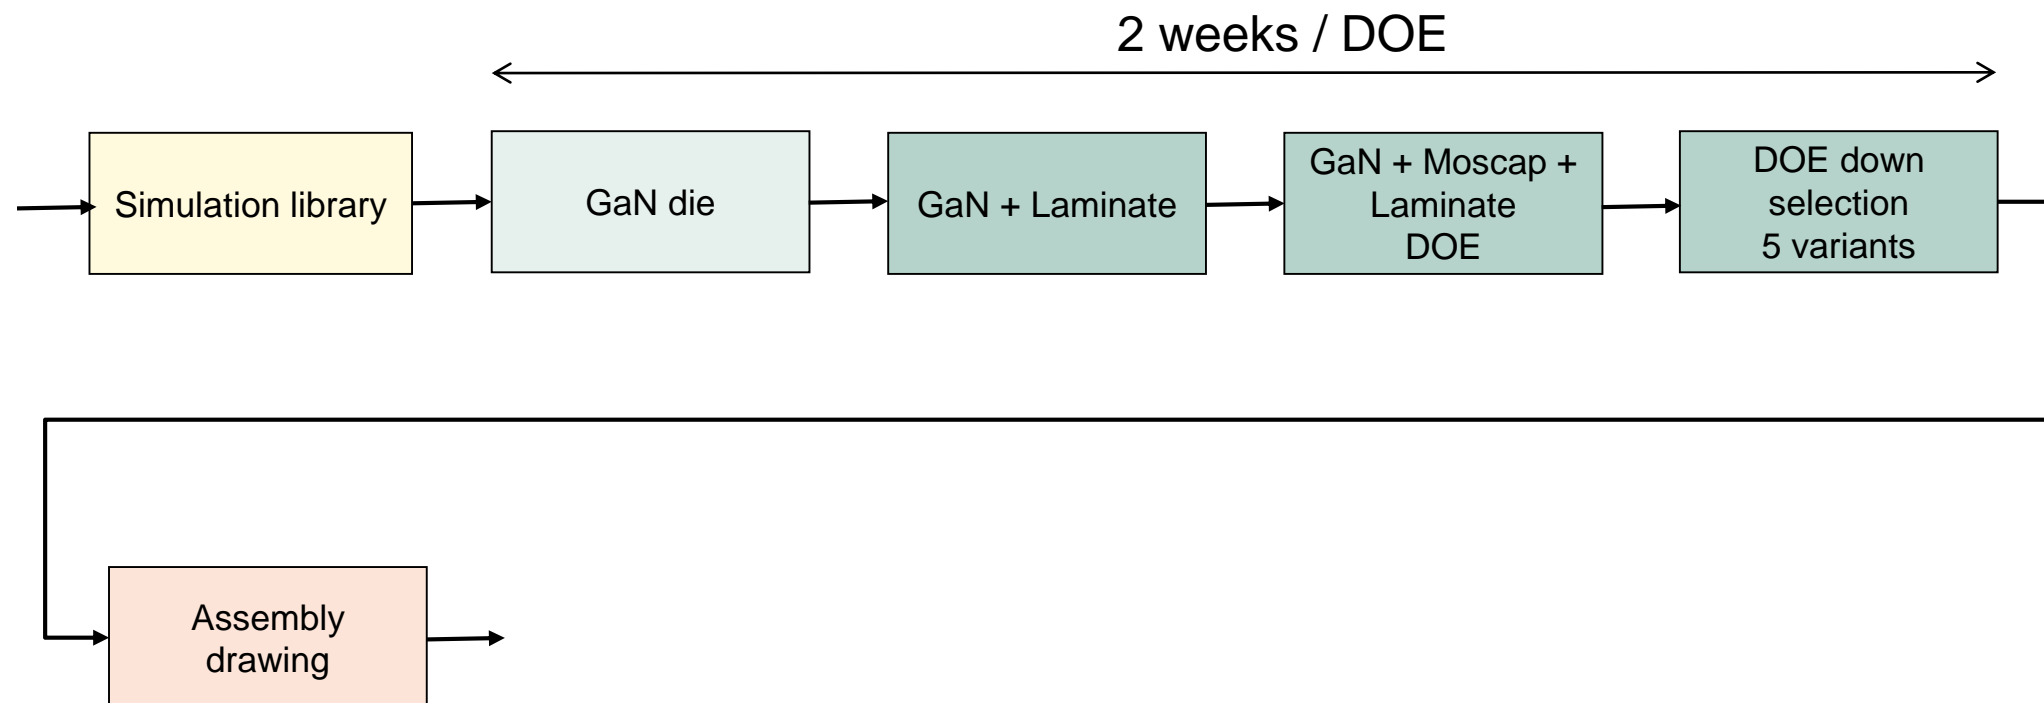 2 weeks / DOE
Simulation library
GaN die
GaN + Laminate
GaN + Moscap +
Laminate
DOE
DOE down
selection
5 variants
Assembly
drawing